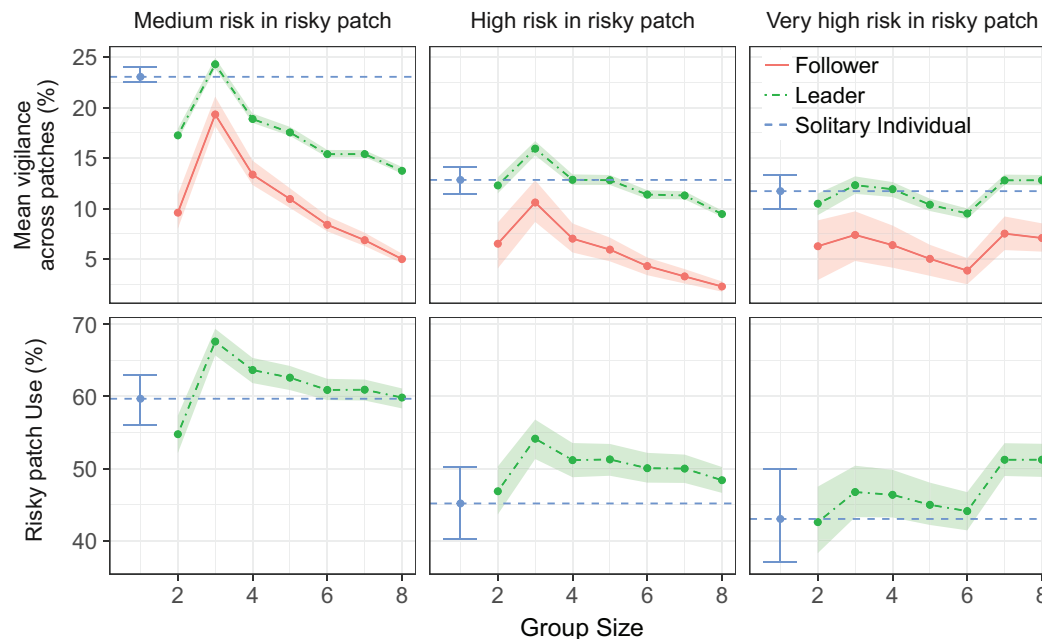 Medium risk in risky patch
High risk in risky patch
Very high risk in risky patch
Mean vigilance
across patches (%)
25
20
15
10
5
Follower
Leader
Solitary Individual
Risky patch Use (%)
70
60
50
40
2 4 6 8
2 4 6 8
2 4 6 8
Group Size